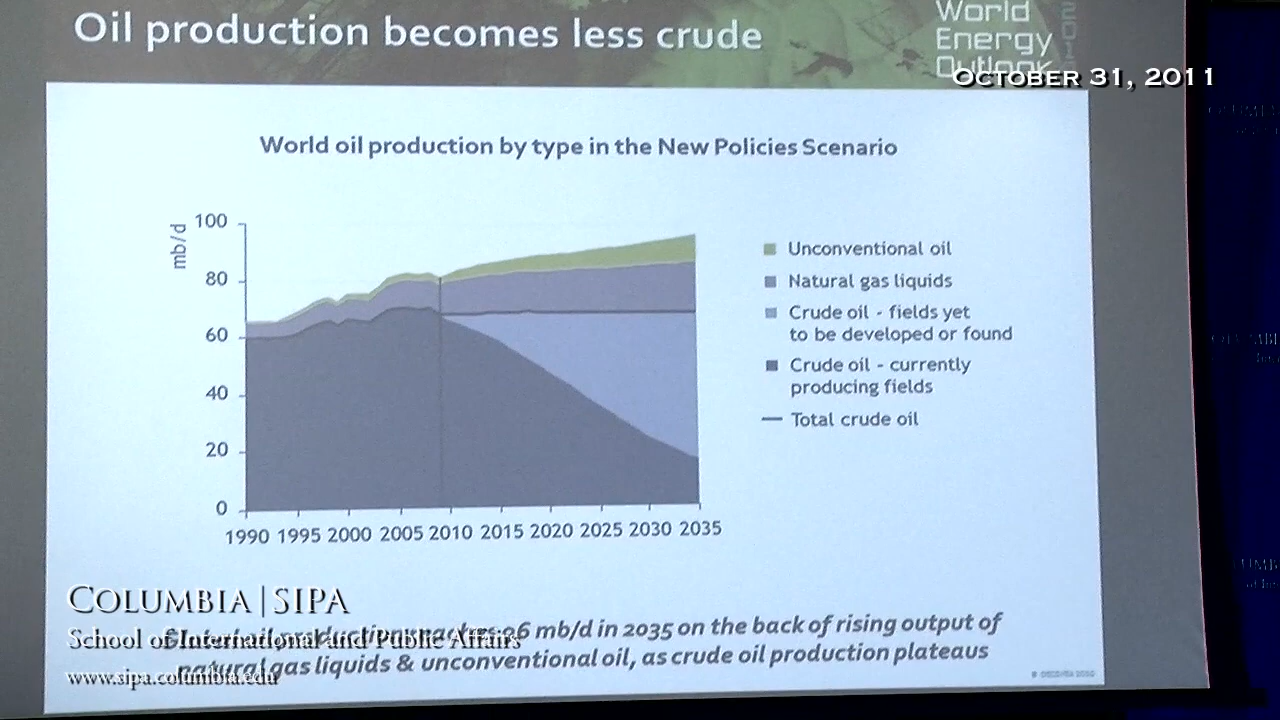 Oil production becomes less crude
World
Energy
Outlook
OCTOBER 31, 2011
World oil production by type in the New Policies Scenario
mb/d
100
80
60
40
20
0
1990 1995 2000 2005 2010 2015 2020 2025 2030 2035
Unconventional oil
Natural gas liquids
Crude oil - fields yet
to be developed or found
Crude oil - currently
producing fields
Total crude oil
COLUMBIA | SIPA
School of International and Public Affairs
www.sipa.columbia.edu
mb/d in 2035 on the back of rising output of
natural gas liquids & unconventional oil, as crude oil production plateaus